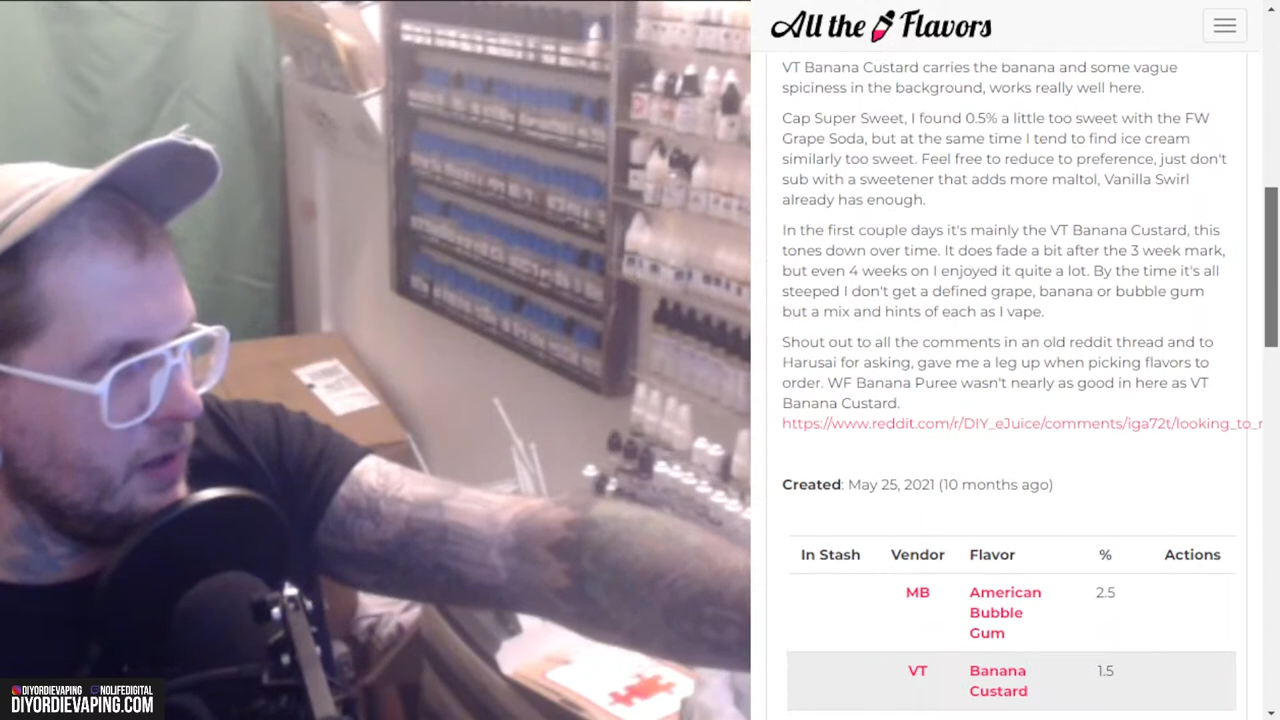 All the Flavors
VT Banana Custard carries the banana and some vague
spiciness in the background, works really well here.
Cap Super Sweet, I found 0.5% a little too sweet with the FW
Grape Soda, but at the same time I tend to find ice cream
similarly too sweet. Feel free to reduce to preference, just don't
sub with a sweetener that adds more maltol, Vanilla Swirl
already has enough.
In the first couple days it's mainly the VT Banana Custard, this
tones down over time. It does fade a bit after the 3 week mark,
but even 4 weeks on I enjoyed it quite a lot. By the time it's all
steeped I don't get a defined grape, banana or bubble gum
but a mix and hints of each as I vape.
Shout out to all the comments in an old reddit thread and to
Harusai for asking, gave me a leg up when picking flavors to
order. WF Banana Puree wasn't nearly as good in here as VT
Banana Custard.
https://www.reddit.com/r/DIY_eJuice/comments/iga72t/looking_to_r
Created: May 25, 2021 (10 months ago)
In Stash Vendor Flavor % Actions
MB American 2.5
Bubble
Gum
VT Banana 1.5
Custard
DIYORDIEVAPING NOLIFEDIGITAL
DIYORDIEVAPING.COM